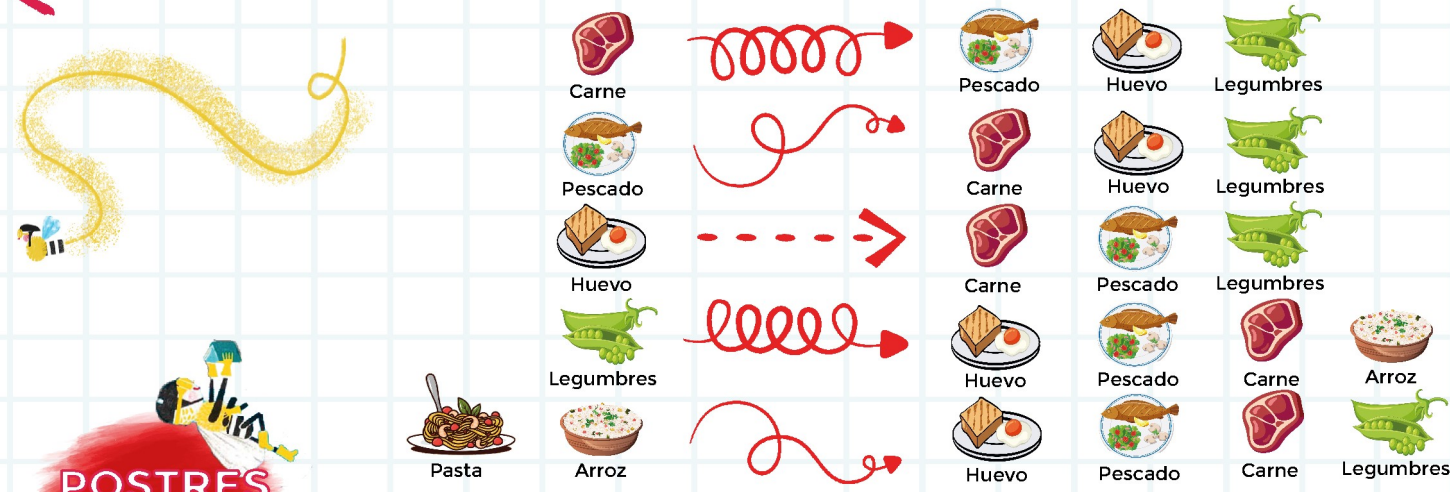 Carne Pescado Huevo Legumbres
Pescado Carne Huevo Legumbres
Huevo Carne Pescado Legumbres
Legumbres Huevo Pescado Carne Arroz
Pasta Arroz Huevo Pescado Carne Legumbres
POSTRES